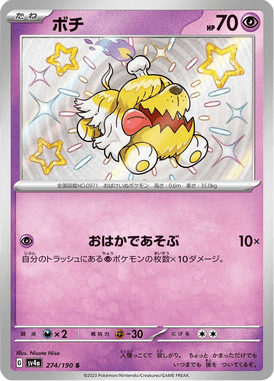 たね
ボチ
HP70
全国図鑑 NO.0971 おばけいぬポケモン 高さ：0.6m 重さ：35.0kg
おはかであそぶ 10×
自分のトラッシュにあるポケモンの枚数×10ダメージ。
弱点 ×2 抵抗力 -30 にげる
Illus. Nisota Niso
G sv4a 274/190 S
©2023 Pokémon/Nintendo/Creatures/GAME FREAK.